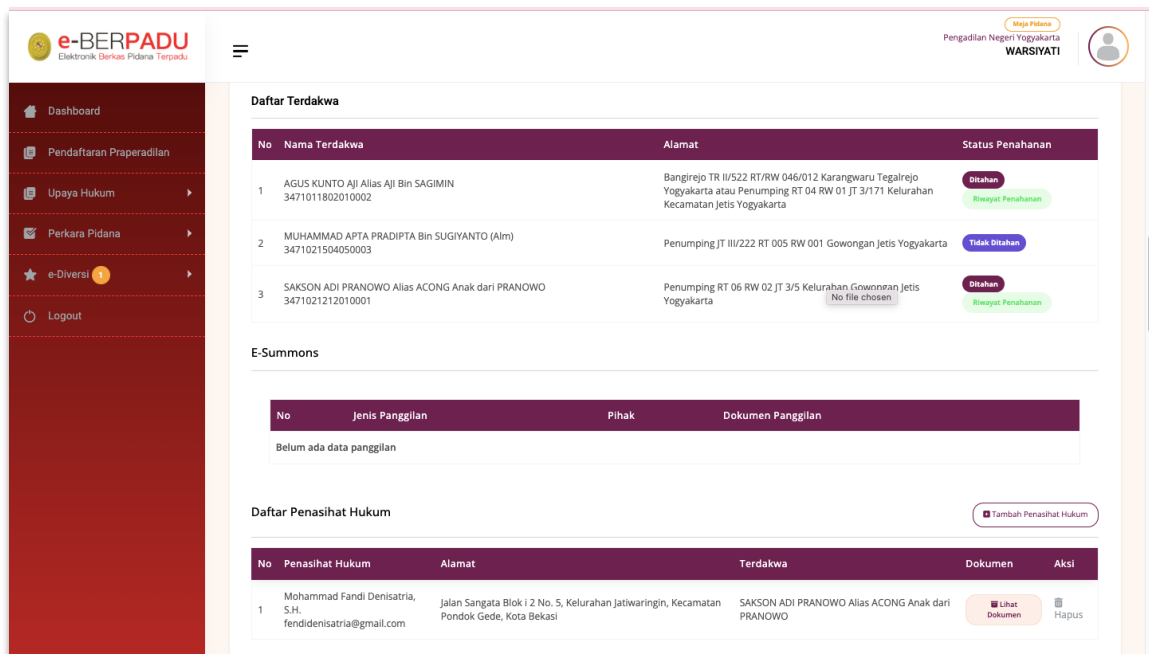 e-BERPADU
Elektronik Berkas Pidana Terpadu
Meja Pidana
Pengadilan Negeri Yogyakarta
WARSIYATI
Dashboard
Pendaftaran Praperadilan
Upaya Hukum
Perkara Pidana
e-Diversi 1
Logout
Daftar Terdakwa
No Nama Terdakwa Alamat Status Penahanan
1 AGUS KUNTO AJI Alias AJI Bin SAGIMIN
3471011802010002
Bangirejo TR II/522 RT/RW 046/012 Karangwaru Tegalrejo
Yogyakarta atau Penumping RT 04 RW 01 JT 3/171 Kelurahan
Kecamatan Jetis Yogyakarta
Ditahan
Riwayat Penahanan
2 MUHAMMAD APTA PRADIPTA Bin SUGIYANTO (Alm)
3471021504050003
Penumping JT III/222 RT 005 RW 001 Gowongan Jetis Yogyakarta
Tidak Ditahan
3 SAKSON ADI PRANOWO Alias ACONG Anak dari PRANOWO
3471021212010001
Penumping RT 06 RW 02 JT 3/5 Kelurahan Gowongan Jetis
Yogyakarta
No file chosen
Ditahan
Riwayat Penahanan
E-Summons
No Jenis Panggilan Pihak Dokumen Panggilan
Belum ada data panggilan
Daftar Penasihat Hukum
Tambah Penasihat Hukum
No Penasihat Hukum Alamat Terdakwa Dokumen Aksi
1 Mohammad Fandi Denisatria,
S.H.
fendidenisatria@gmail.com
Jalan Sangata Blok i 2 No. 5, Kelurahan Jatiwaringin, Kecamatan
Pondok Gede, Kota Bekasi
SAKSON ADI PRANOWO Alias ACONG Anak dari
PRANOWO
Lihat
Dokumen
Hapus